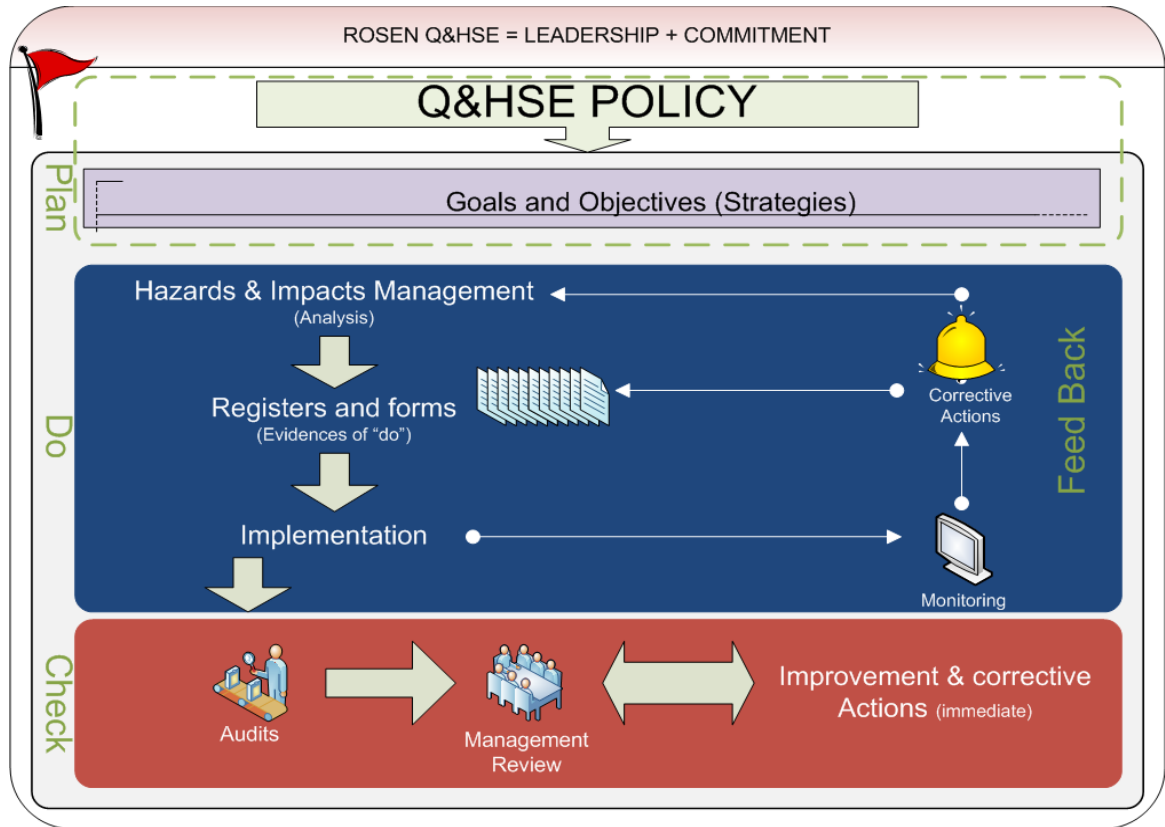 ROSEN Q&HSE = LEADERSHIP + COMMITMENT
Q&HSE POLICY
Plan
Goals and Objectives (Strategies)
Do
Hazards & Impacts Management
(Analysis)
Registers and forms
(Evidences of “do”)
Implementation
Corrective
Actions
Monitoring
Feed Back
Check
Audits
Management
Review
Improvement & corrective
Actions (immediate)